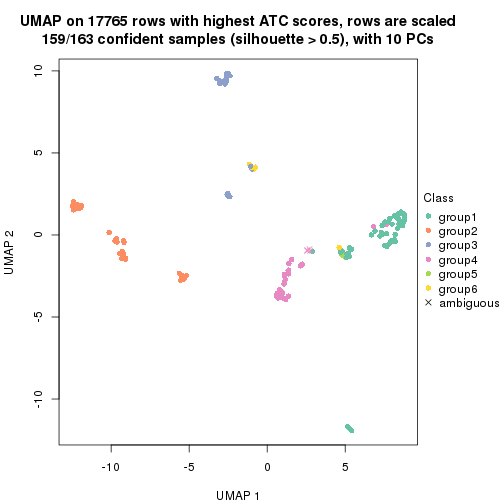 UMAP on 17765 rows with highest ATC scores, rows are scaled
159/163 confident samples (silhouette > 0.5), with 10 PCs
10
5
0
-5
-10
UMAP 2
-10
-5
0
5
UMAP 1
Class
group1
group2
group3
group4
group5
group6
ambiguous